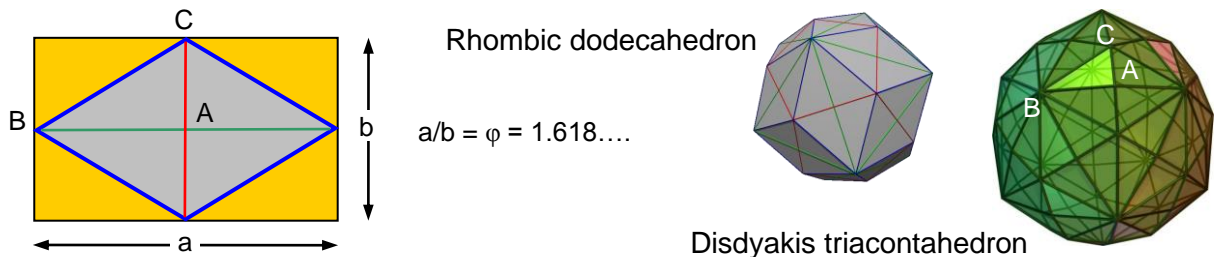 C
B
A
b
a
a/b = φ = 1.618….
Rhombic dodecahedron
C
A
B
Disdyakis triacontahedron